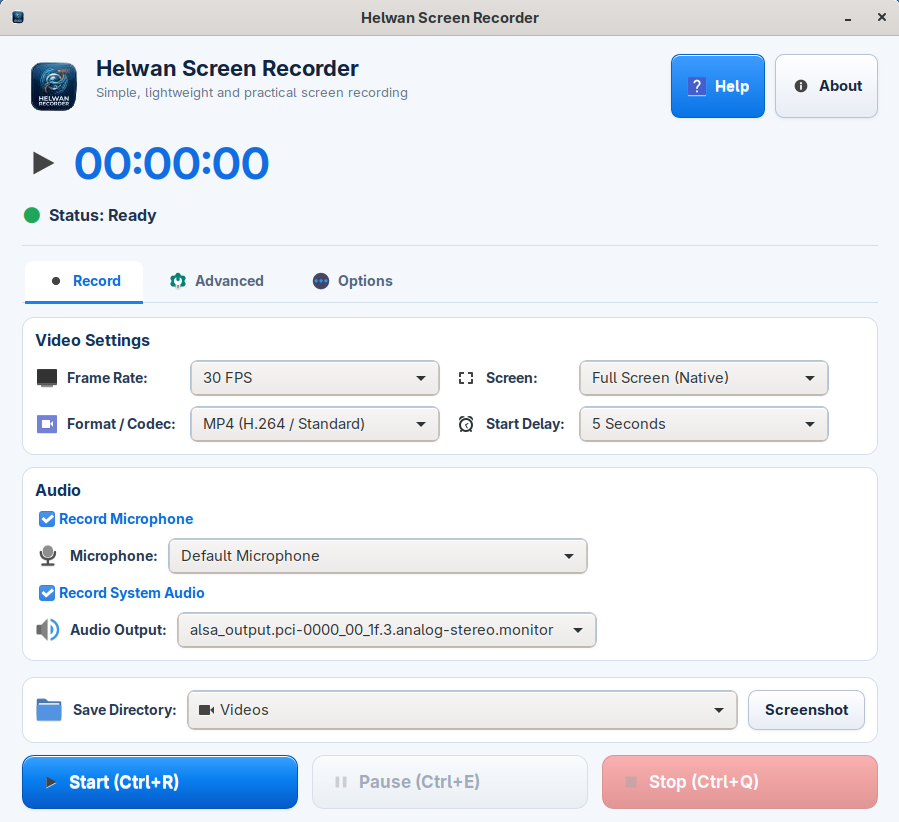 Helwan Screen Recorder
HELWAN
RECORDER
Helwan Screen Recorder
Simple, lightweight and practical screen recording
? Help
About
00:00:00
Status: Ready
Record Advanced Options
Video Settings
Frame Rate: 30 FPS Screen: Full Screen (Native)
Format / Codec: MP4 (H.264 / Standard) Start Delay: 5 Seconds
Audio
Record Microphone
Microphone: Default Microphone
Record System Audio
Audio Output: alsa_output.pci-0000_00_1f.3.analog-stereo.monitor
Save Directory: Videos Screenshot
Start (Ctrl+R) Pause (Ctrl+E) Stop (Ctrl+Q)